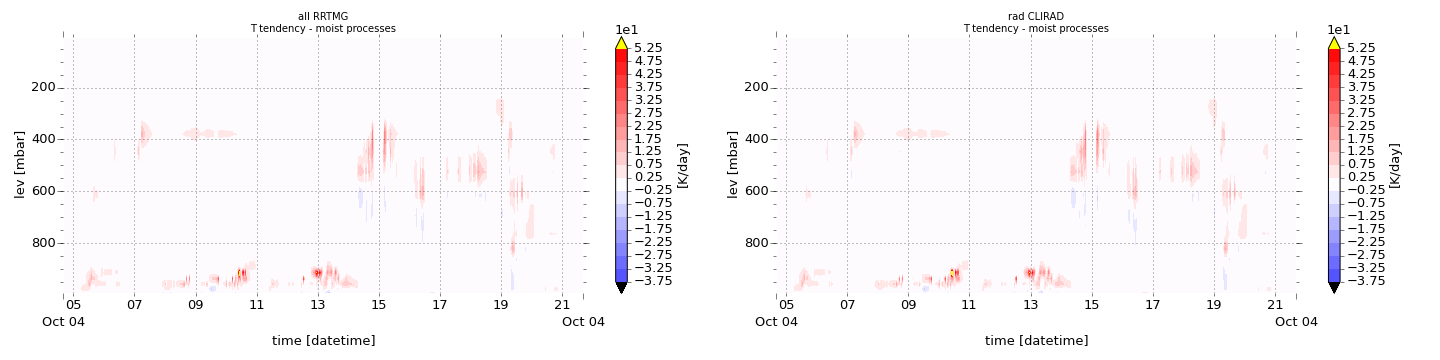 all RRTMG
T tendency - moist processes
1e1
5.25
4.75
4.25
3.75
3.25
2.75
2.25
1.75
1.25
0.75
0.25
−0.25
−0.75
−1.25
−1.75
−2.25
−2.75
−3.25
−3.75
[K/day]
200
400
600
800
lev [mbar]
05 07 09 11 13 15 17 19 21
Oct 04 Oct 04
time [datetime]
rad CLIRAD
T tendency - moist processes
1e1
5.25
4.75
4.25
3.75
3.25
2.75
2.25
1.75
1.25
0.75
0.25
−0.25
−0.75
−1.25
−1.75
−2.25
−2.75
−3.25
−3.75
[K/day]
200
400
600
800
lev [mbar]
05 07 09 11 13 15 17 19 21
Oct 04 Oct 04
time [datetime]